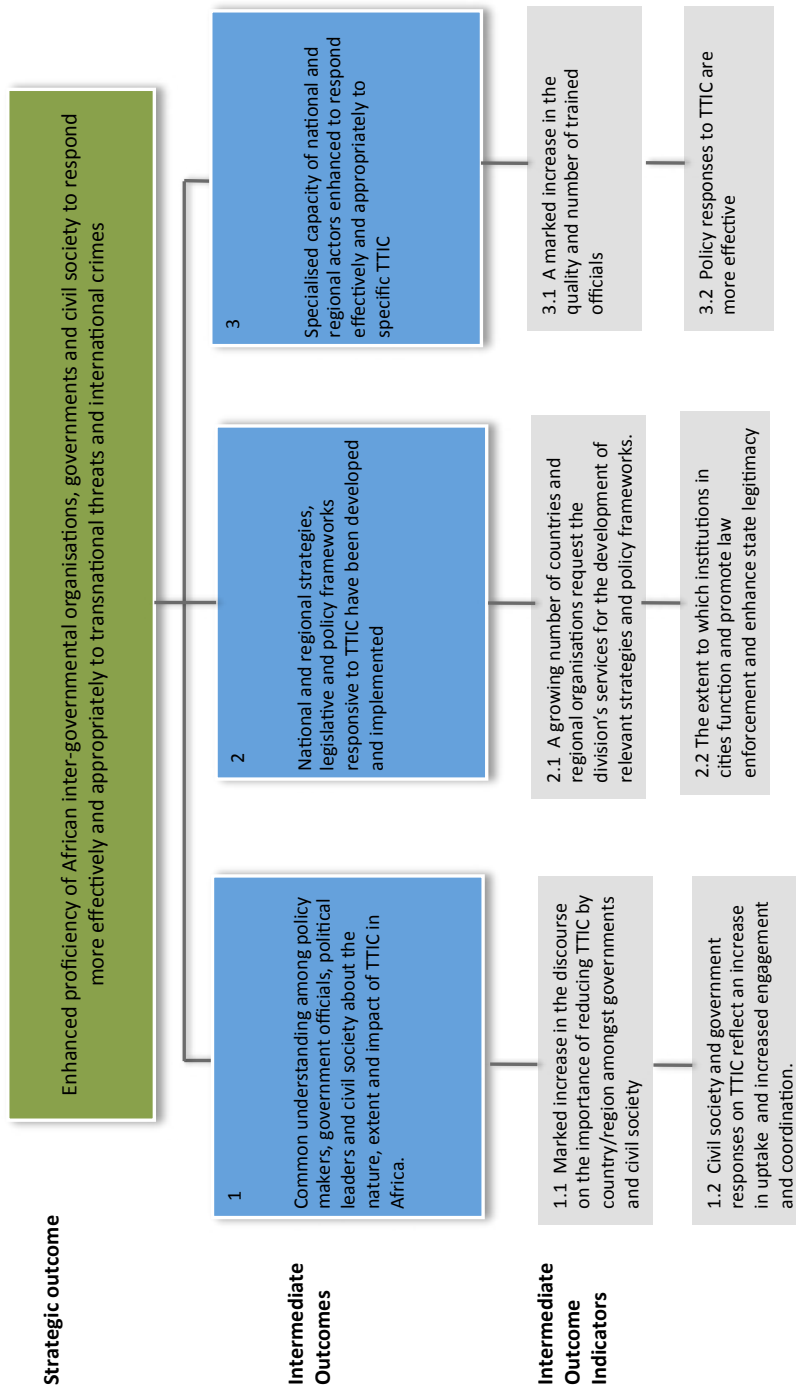 Strategic outcome
Enhanced proficiency of African inter-governmental organisations, governments and civil society to respond
more effectively and appropriately to transnational threats and international crimes
Intermediate
Outcomes
1
Common understanding among policy
makers, government officials, political
leaders and civil society about the
nature, extent and impact of TTIC in
Africa.
2
National and regional strategies,
legislative and policy frameworks
responsive to TTIC have been developed
and implemented
3
Specialised capacity of national and
regional actors enhanced to respond
effectively and appropriately to
specific TTIC
Intermediate
Outcome
Indicators
1.1 Marked increase in the discourse
on the importance of reducing TTIC by
country/region amongst governments
and civil society
2.1 A growing number of countries and
regional organisations request the
division's services for the development of
relevant strategies and policy frameworks.
3.1 A marked increase in the
quality and number of trained
officials
1.2 Civil society and government
responses on TTIC reflect an increase
in uptake and increased engagement
and coordination.
2.2 The extent to which institutions in
cities function and promote law
enforcement and enhance state legitimacy
3.2 Policy responses to TTIC are
more effective